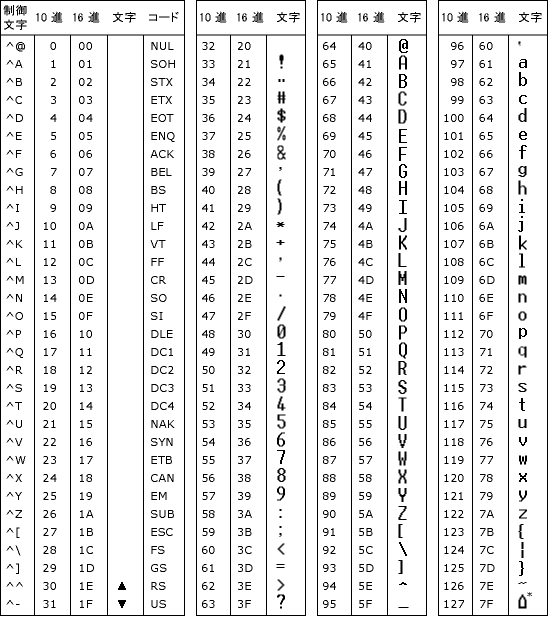 制御文字 10 進 16 進 文字 コード 10 進 16 進 文字 10 進 16 進 文字 10 進 16 進 文字
^@ 0 00 NUL 32 20 64 40 @ 96 60 `
^A 1 01 SOH 33 21 ! 65 41 A 97 61 a
^B 2 02 STX 34 22 " 66 42 B 98 62 b
^C 3 03 ETX 35 23 # 67 43 C 99 63 c
^D 4 04 EOT 36 24 $ 68 44 D 100 64 d
^E 5 05 ENQ 37 25 % 69 45 E 101 65 e
^F 6 06 ACK 38 26 & 70 46 F 102 66 f
^G 7 07 BEL 39 27 ' 71 47 G 103 67 g
^H 8 08 BS 40 28 ( 72 48 H 104 68 h
^I 9 09 HT 41 29 ) 73 49 I 105 69 i
^J 10 0A LF 42 2A * 74 4A J 106 6A j
^K 11 0B VT 43 2B + 75 4B K 107 6B k
^L 12 0C FF 44 2C , 76 4C L 108 6C l
^M 13 0D CR 45 2D - 77 4D M 109 6D m
^N 14 0E SO 46 2E . 78 4E N 110 6E n
^O 15 0F SI 47 2F / 79 4F O 111 6F o
^P 16 10 DLE 48 30 0 80 50 P 112 70 p
^Q 17 11 DC1 49 31 1 81 51 Q 113 71 q
^R 18 12 DC2 50 32 2 82 52 R 114 72 r
^S 19 13 DC3 51 33 3 83 53 S 115 73 s
^T 20 14 DC4 52 34 4 84 54 T 116 74 t
^U 21 15 NAK 53 35 5 85 55 U 117 75 u
^V 22 16 SYN 54 36 6 86 56 V 118 76 v
^W 23 17 ETB 55 37 7 87 57 W 119 77 w
^X 24 18 CAN 56 38 8 88 58 X 120 78 x
^Y 25 19 EM 57 39 9 89 59 Y 121 79 y
^Z 26 1A SUB 58 3A : 90 5A Z 122 7A z
^[ 27 1B ESC 59 3B ; 91 5B [ 123 7B {
^\ 28 1C FS 60 3C < 92 5C \ 124 7C ¦
^] 29 1D GS 61 3D = 93 5D ] 125 7D }
^^ 30 1E ▲ RS 62 3E > 94 5E ^ 126 7E ~
^- 31 1F ▼ US 63 3F ? 95 5F _ 127 7F ⌂*